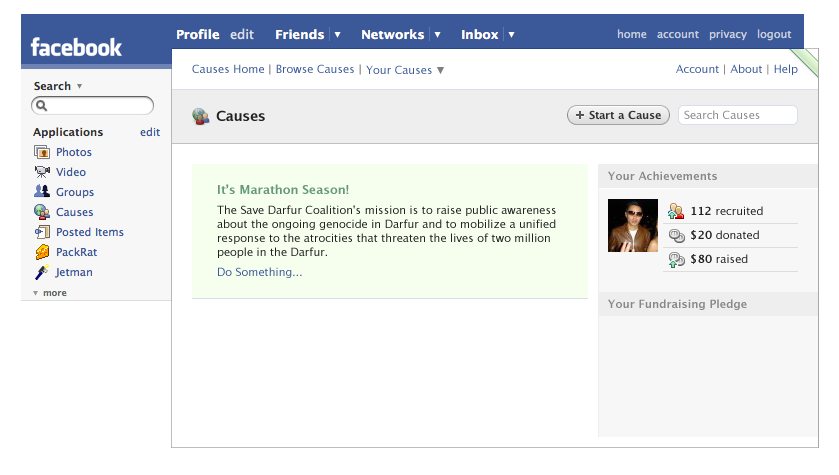 facebook
Profile edit Friends Networks Inbox home account privacy logout
Search
Applications edit
Photos
Video
Groups
Causes
Posted Items
PackRat
Jetman
more
Causes Home | Browse Causes | Your Causes Account | About | Help
Causes + Start a Cause Search Causes
It's Marathon Season!
The Save Darfur Coalition's mission is to raise public awareness
about the ongoing genocide in Darfur and to mobilize a unified
response to the atrocities that threaten the lives of two million
people in the Darfur.
Do Something...
Your Achievements
112 recruited
$20 donated
$80 raised
Your Fundraising Pledge